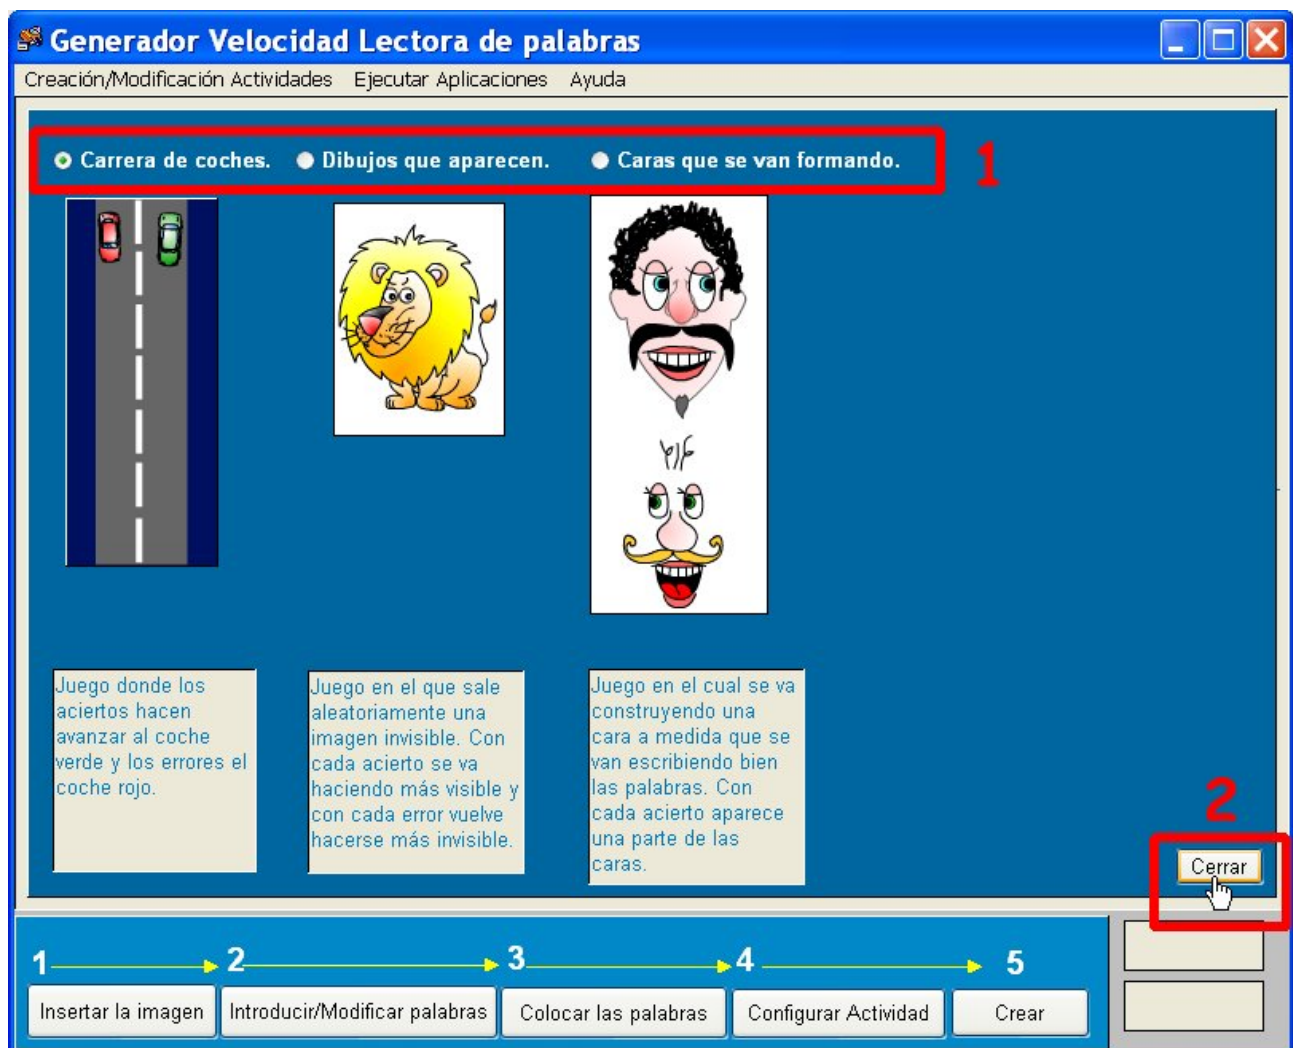 Generador Velocidad Lectora de palabras
Creación/Modificación Actividades Ejecutar Aplicaciones Ayuda
Carrera de coches. Dibujos que aparecen. Caras que se van formando.
1
Juego donde los
aciertos hacen
avanzar al coche
verde y los errores el
coche rojo.
Juego en el que sale
aleatoriamente una
imagen invisible. Con
cada acierto se va
haciendo más visible y
con cada error vuelve
hacerse más invisible.
Juego en el cual se va
construyendo una
cara a medida que se
van escribiendo bien
las palabras. Con
cada acierto aparece
una parte de las
caras.
2
Cerrar
1 2 3 4 5
Insertar la imagen Introducir/Modificar palabras Colocar las palabras Configurar Actividad Crear